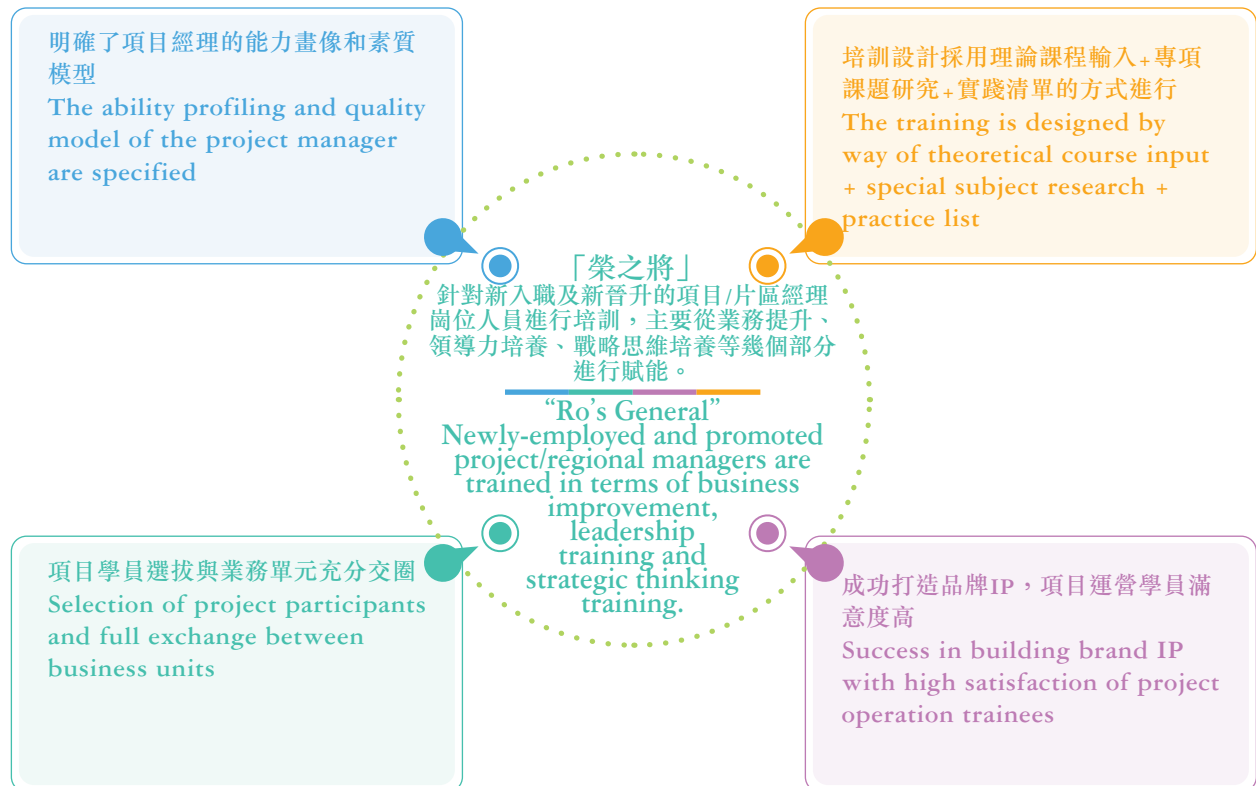 明確了項目經理的能力畫像和素質
模型
The ability profiling and quality
model of the project manager
are specified
培訓設計採用理論課程輸入+專項
課題研究+實踐清單的方式進行
The training is designed by
way of theoretical course input
+ special subject research +
practice list
「榮之將」
針對新入職及新晉升的項目/片區經理
崗位人員進行培訓，主要從業務提升、
領導力培養、戰略思維培養等幾個部分
進行賦能。
“Ro’s General”
Newly-employed and promoted
project/regional managers are
trained in terms of business
improvement,
leadership
training and
strategic thinking
training.
項目學員選拔與業務單元充分交圈
Selection of project participants
and full exchange between
business units
成功打造品牌IP，項目運營學員滿
意度高
Success in building brand IP
with high satisfaction of project
operation trainees